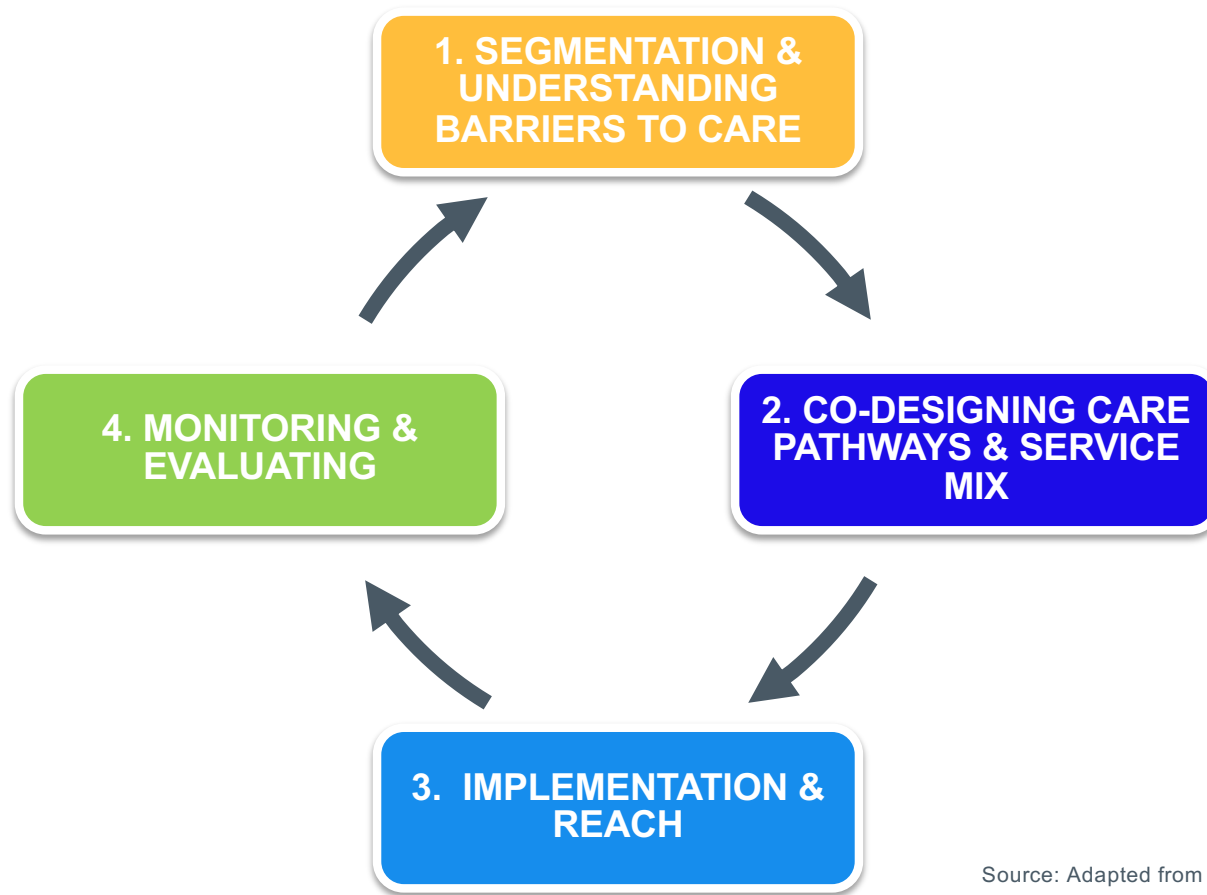 1. SEGMENTATION &
UNDERSTANDING
BARRIERS TO CARE
2. CO-DESIGNING CARE
PATHWAYS & SERVICE
MIX
3.  IMPLEMENTATION &
REACH
4. MONITORING &
EVALUATING
Source: Adapted from